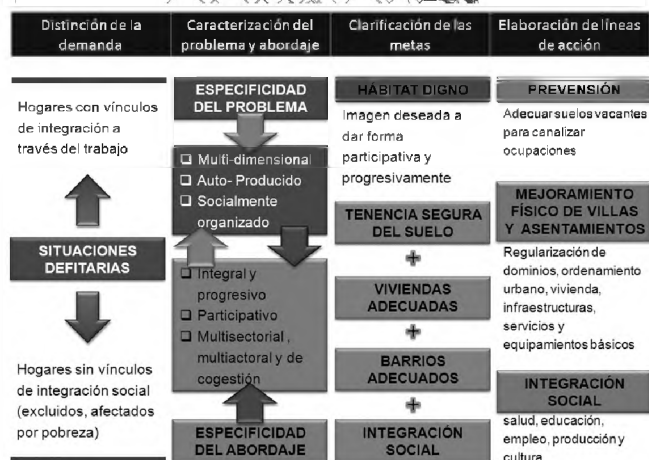 Distinción de la
demanda
Caracterización del
problema y abordaje
Clarificación de las
metas
Elaboración de líneas
de acción
Hogares con vínculos
de integración a
través del trabajo
SITUACIONES
DEFITARIAS
Hogares sin vínculos
de integración social
(excluidos, afectados
por pobreza)
ESPECIFICIDAD
DEL PROBLEMA
❑ Multi-dimensional
❑ Auto- Producido
❑ Socialmente
organizado
❑ Integral y
progresivo
❑ Participativo
❑ Multisectorial,
multiactoral y de
cogestión
ESPECIFICIDAD
DEL ABORDAJE
HÁBITAT DIGNO
Imagen deseada a
dar forma
participativa y
progresivamente
TENENCIA SEGURA
DEL SUELO
+
VIVIENDAS
ADECUADAS
+
BARRIOS
ADECUADOS
+
INTEGRACIÓN
SOCIAL
PREVENSIÓN
Adecuar suelos vacantes
para canalizar
ocupaciones
MEJORAMIENTO
FÍSICO DE VILLAS
Y ASENTAMIENTOS
Regularización de
dominios, ordenamiento
urbano, vivienda,
infraestructuras,
servicios y
equipamientos básicos
INTEGRACIÓN
SOCIAL
salud, educación,
empleo, producción y
cultura